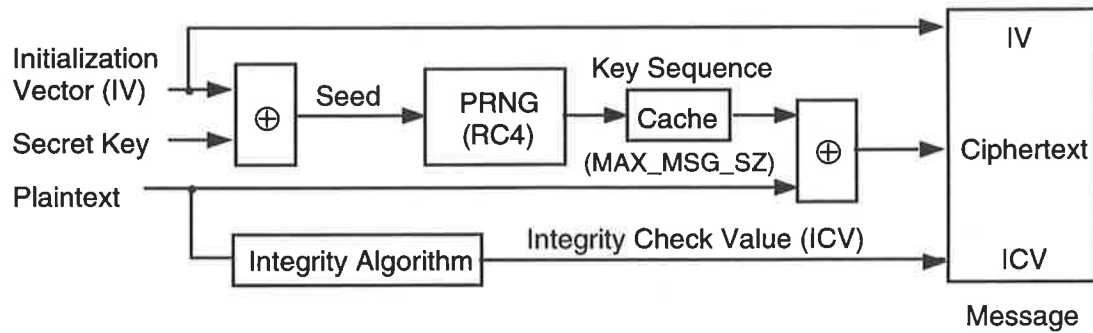 Initialization
Vector (IV)
Secret Key
Plaintext
⊕
Seed
PRNG
(RC4)
Key Sequence
Cache
(MAX_MSG_SZ)
⊕
Integrity Algorithm
Integrity Check Value (ICV)
IV
Ciphertext
ICV
Message